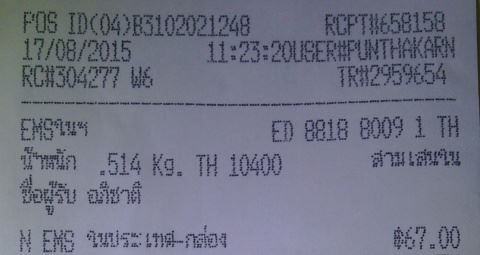 POS ID(04)B3102021248 RCPT#658158
17/08/2015 11:23:20USER#PUNTHAKARN
RC#304277 W6 TR#2959654
EMSในฯ ED 8818 8009 1 TH
น้ำหนัก .514 Kg. TH 10400 สามเสนใน
ชื่อผู้รับ อภิชาติ
N EMS ในประเทศ-กล่อง ฿67.00